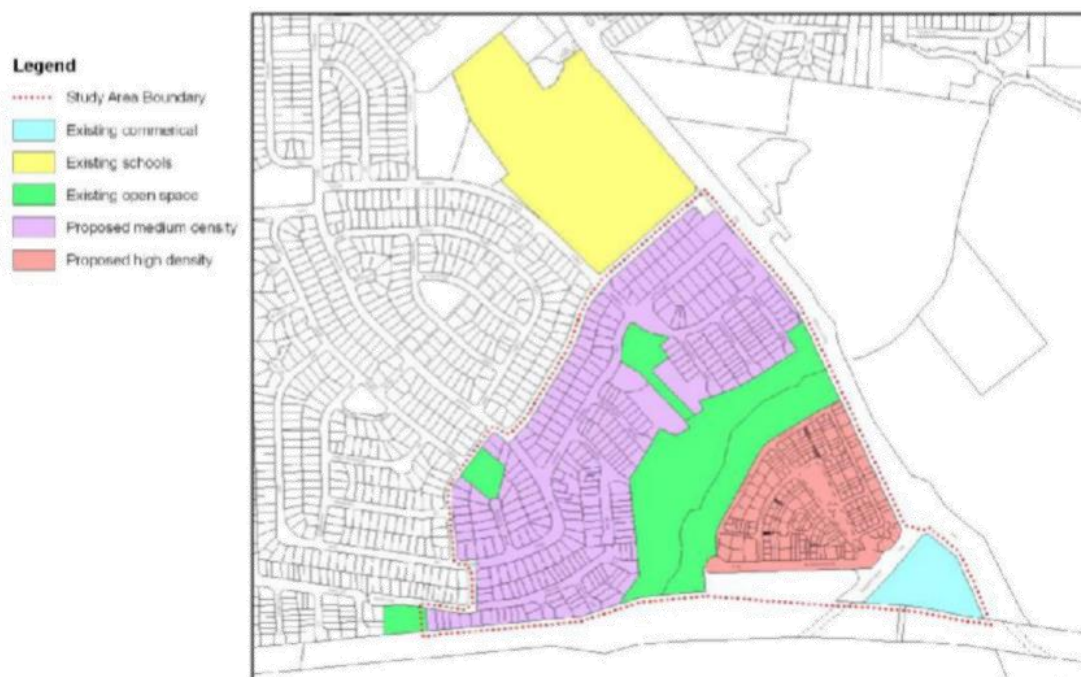 Legend
Study Area Boundary
Existing commerical
Existing schools
Existing open space
Proposed medium density
Proposed high density